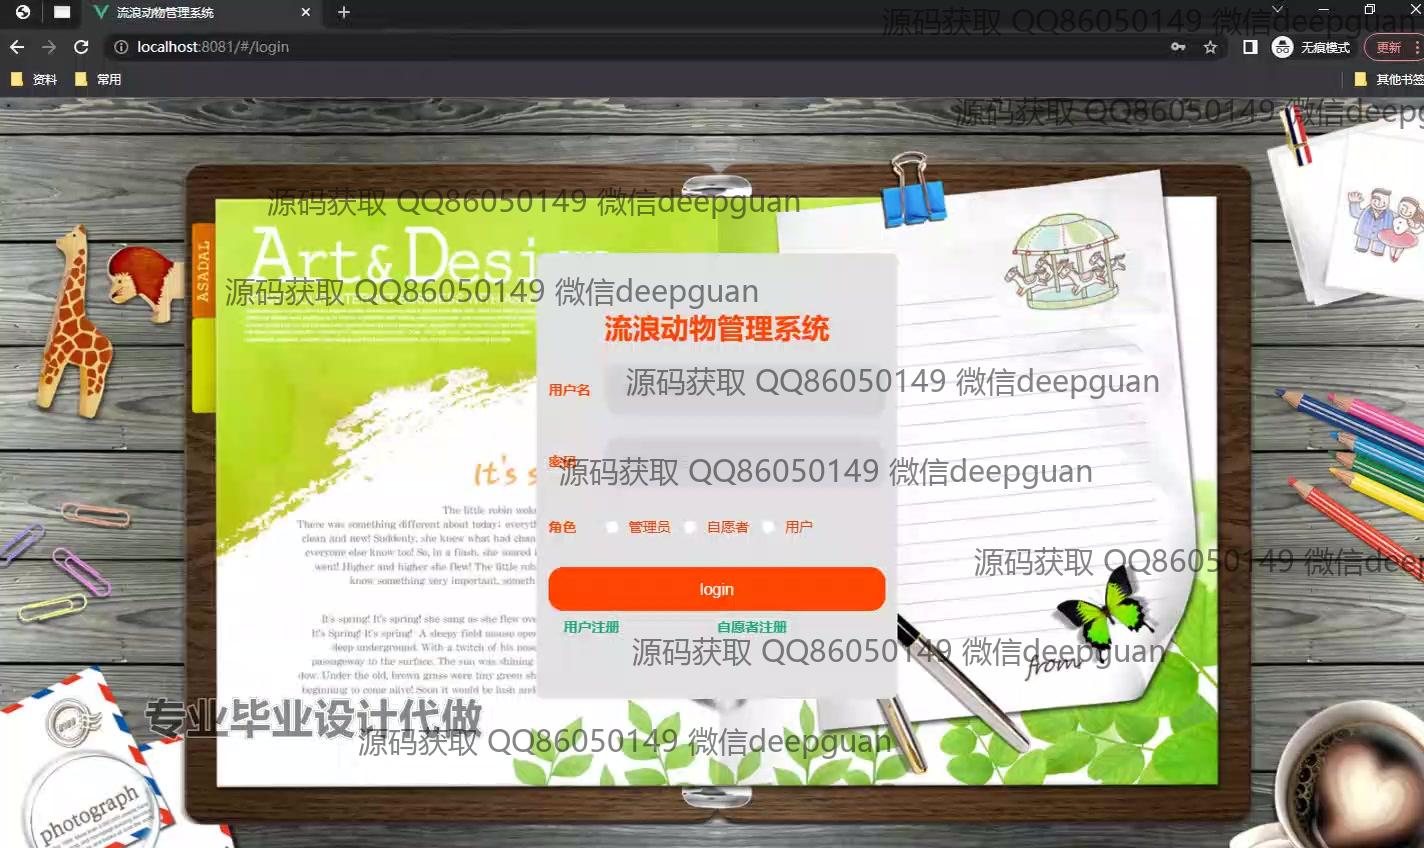 流浪动物管理系统
localhost:8081/#/login
无痕模式
更新
资料
常用
其他书签
源码获取 QQ86050149 微信deepguan
源码获取 QQ86050149 微信deepg
源码获取 QQ86050149 微信deepguan
ASADAL
Art&Desi
源码获取 QQ86050149 微信deepguan
流浪动物管理系统
用户名
源码获取 QQ86050149 微信deepguan
密码
It's s
源码获取 QQ86050149 微信deepguan
The little robin woke
There was something different about today; everyth
clean and new! Suddenly, she knew what had chan
everyone else know too! So, in a flash, she soared
went! Higher and higher she flew! The little rob
know something very important, someth
角色
管理员
自愿者
用户
源码获取 QQ86050149 微信deep
login
用户注册
自愿者注册
It's spring! It's spring! she sang as she flew ove
It's Spring! It's spring! A sleepy field mouse open
deep underground. With a twitch of his nose
passageway to the surface. The sun was shining
dow. Under the old, brown grass were tiny green sh
beginning to come alive! Soon it would be lush and
源码获取 QQ86050149 微信deepguan
from
专业毕业设计代做
源码获取 QQ86050149 微信deepguan
photograph